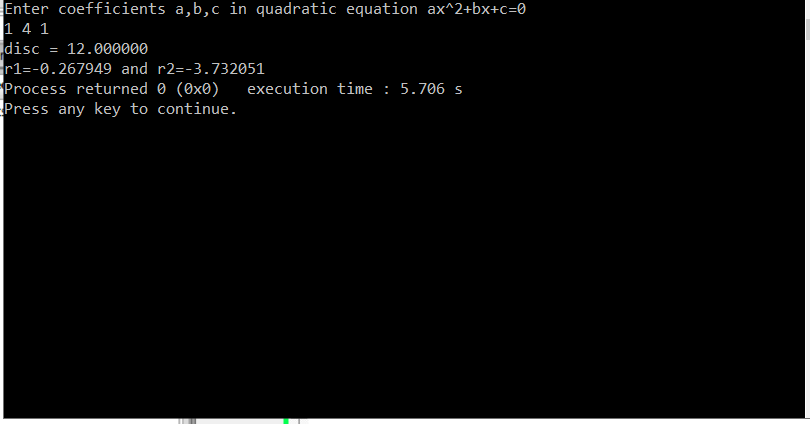 Enter coefficients a,b,c in quadratic equation ax^2+bx+c=0
1 4 1
disc = 12.000000
r1=-0.267949 and r2=-3.732051
Process returned 0 (0x0)   execution time : 5.706 s
Press any key to continue.